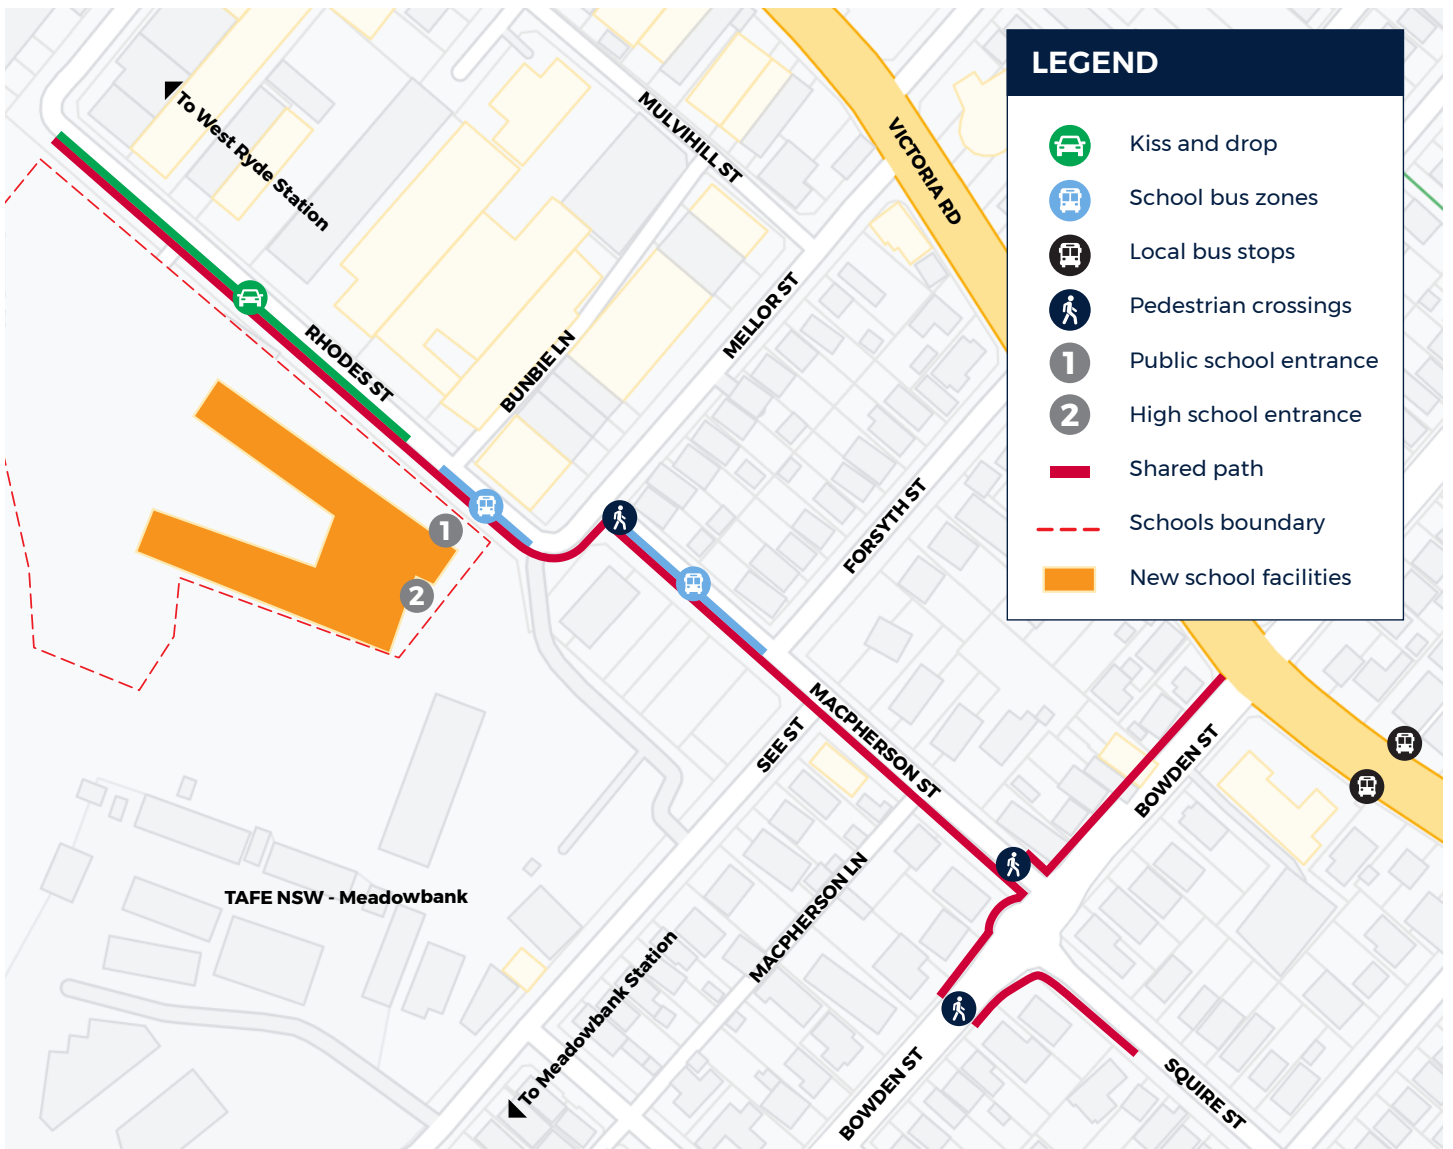 LEGEND
Kiss and drop
School bus zones
Local bus stops
Pedestrian crossings
1
Public school entrance
2
High school entrance
Shared path
Schools boundary
New school facilities
To West Ryde Station
MULVIHILL ST
VICTORIA RD
RHODES ST
BUNBIE LN
MELLOR ST
FORSYTH ST
1
2
MACPHERSON ST
SEE ST
BOWDEN ST
MACPHERSON LN
TAFE NSW - Meadowbank
To Meadowbank Station
BOWDEN ST
SQUIRE ST